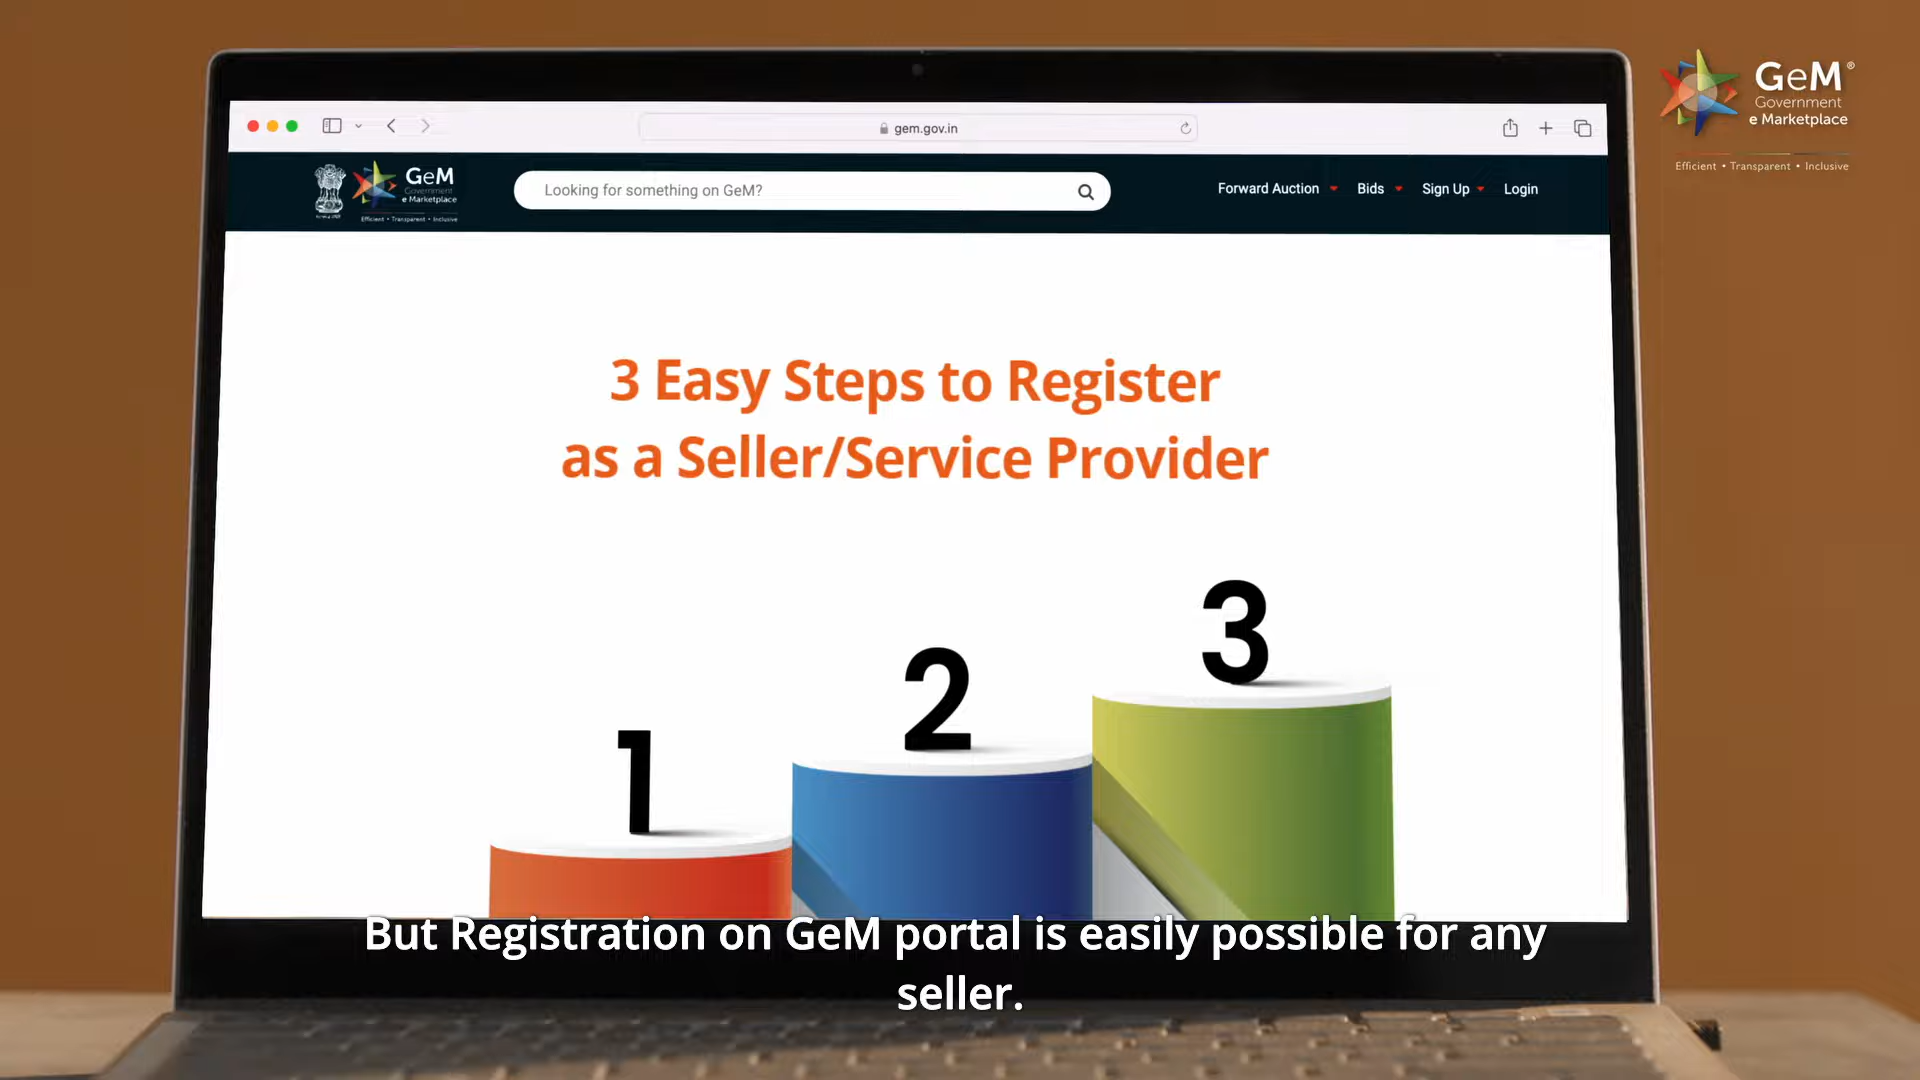 GeM®
Government
e Marketplace
Efficient • Transparent • Inclusive
gem.gov.in
GeM
Government
e Marketplace
Efficient • Transparent • Inclusive
Looking for something on GeM?
Forward Auction
Bids
Sign Up
Login
3 Easy Steps to Register
as a Seller/Service Provider
1
2
3
But Registration on GeM portal is easily possible for any
seller.